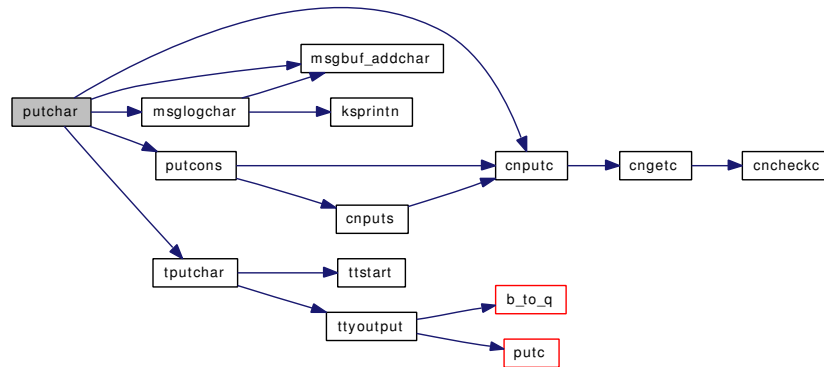 msgbuf_addchar
putchar
msglogchar
ksprintn
putcons
cnputc
cngetc
cncheckc
cnputs
tputchar
ttstart
b_to_q
ttyoutput
putc